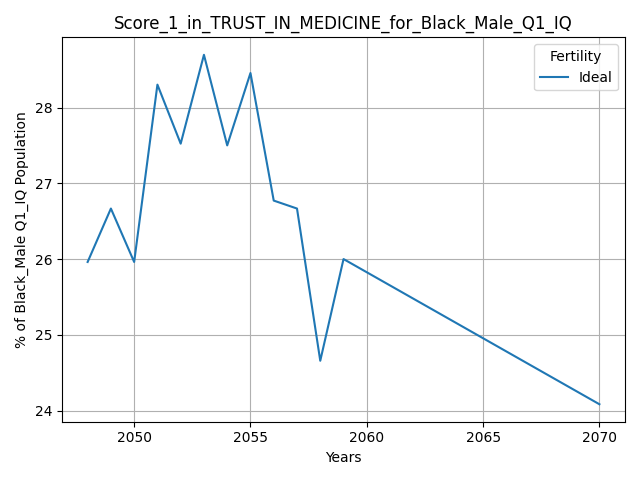 Score_1_in_TRUST_IN_MEDICINE_for_Black_Male_Q1_IQ
Fertility
Ideal
% of Black_Male Q1_IQ Population
28
27
26
25
24
2050
2055
2060
2065
2070
Years